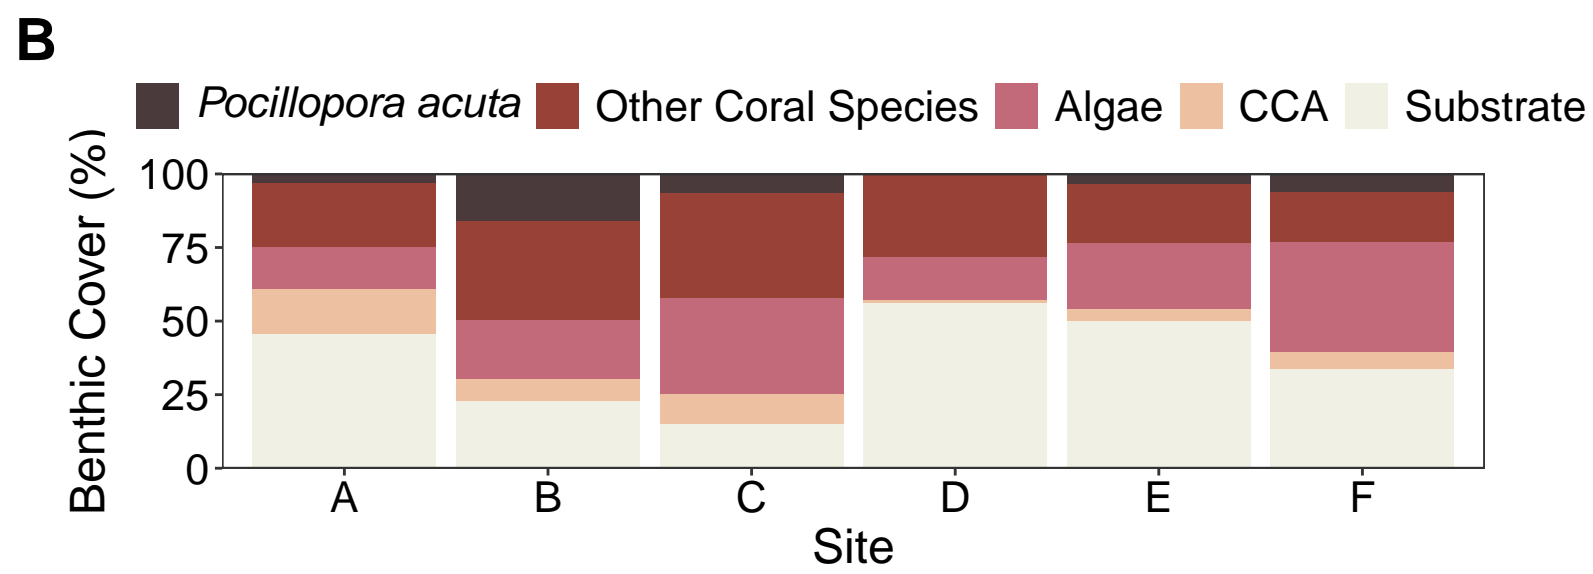 B
Pocillopora acuta Other Coral Species Algae CCA Substrate
Benthic Cover (%)
100
75
50
25
0
A B C D E F
Site